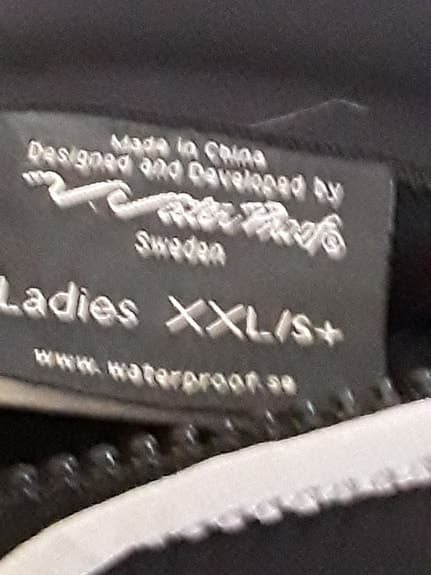 Made in China
Designed and Developed by
WaterProof®
Sweden
Ladies XXL/S+
www.waterproof.se